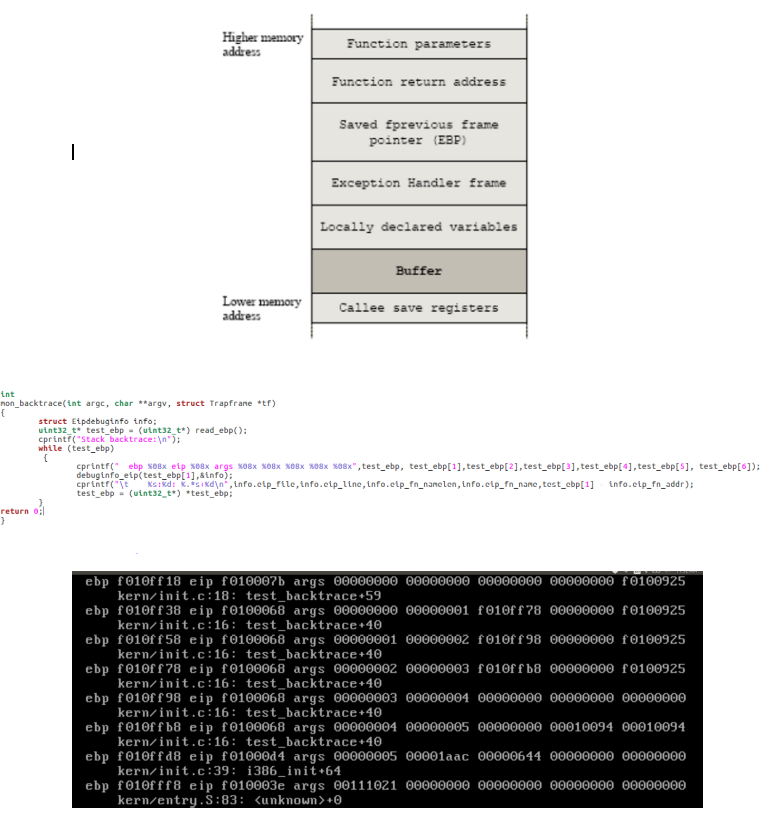 Higher memory
address
Function parameters
Function return address
Saved fprevious frame
pointer (EBP)
Exception Handler frame
Locally declared variables
Buffer
Lower memory
address
Callee save registers
int
mon_backtrace(int argc, char **argv, struct Trapframe *tf)
{
struct Eipdebuginfo info;
uint32_t* test_ebp = (uint32_t*) read_ebp();
cprintf("Stack backtrace:\n");
while (test_ebp)
{
cprintf("  ebp %08x eip %08x args %08x %08x %08x %08x %08x",test_ebp, test_ebp[1],test_ebp[2],test_ebp[3],test_ebp[4],test_ebp[5], test_ebp[6]);
debuginfo_eip(test_ebp[1],&info);
cprintf("\t    %s:%d: %.*s+%d\n",info.eip_file,info.eip_line,info.eip_fn_namelen,info.eip_fn_name,test_ebp[1] - info.eip_fn_addr);
test_ebp = (uint32_t*) *test_ebp;
}
return 0;
}
ebp f010ff18 eip f010007b args 00000000 00000000 00000000 00000000 f0100925
kern/init.c:18: test_backtrace+59
ebp f010ff38 eip f0100068 args 00000000 00000001 f010ff78 00000000 f0100925
kern/init.c:16: test_backtrace+40
ebp f010ff58 eip f0100068 args 00000001 00000002 f010ff98 00000000 f0100925
kern/init.c:16: test_backtrace+40
ebp f010ff78 eip f0100068 args 00000002 00000003 f010ffb8 00000000 f0100925
kern/init.c:16: test_backtrace+40
ebp f010ff98 eip f0100068 args 00000003 00000004 00000000 00000000 00000000
kern/init.c:16: test_backtrace+40
ebp f010ffb8 eip f0100068 args 00000004 00000005 00000000 00010094 00010094
kern/init.c:16: test_backtrace+40
ebp f010ffd8 eip f01000d4 args 00000005 00001aac 00000644 00000000 00000000
kern/init.c:39: i386_init+64
ebp f010fff8 eip f010003e args 00111021 00000000 00000000 00000000 00000000
kern/entry.S:83: <unknown>+0